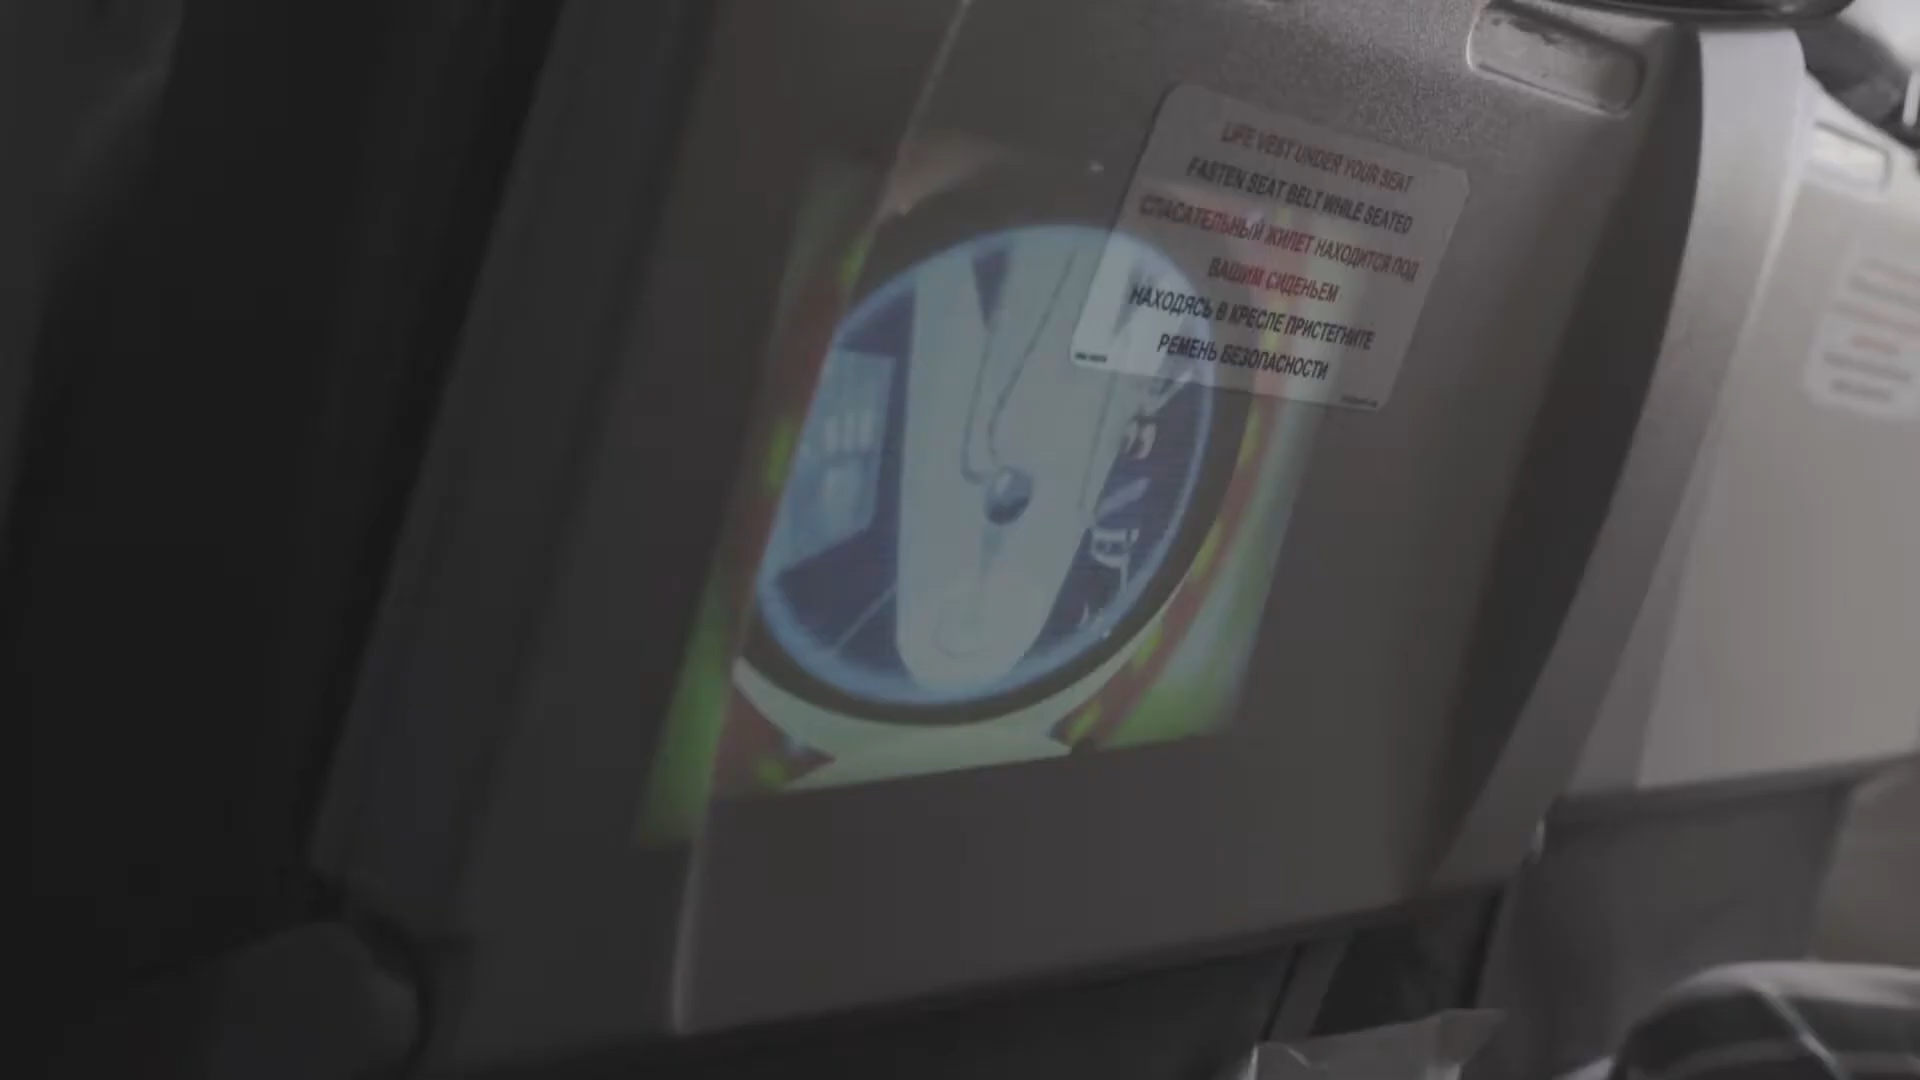 LIFE VEST UNDER YOUR SEAT
FASTEN SEAT BELT WHILE SEATED
СПАСАТЕЛЬНЫЙ ЖИЛЕТ НАХОДИТСЯ ПОД
ВАШИМ СИДЕНЬЕМ
НАХОДЯСЬ В КРЕСЛЕ ПРИСТЕГНИТЕ
РЕМЕНЬ БЕЗОПАСНОСТИ